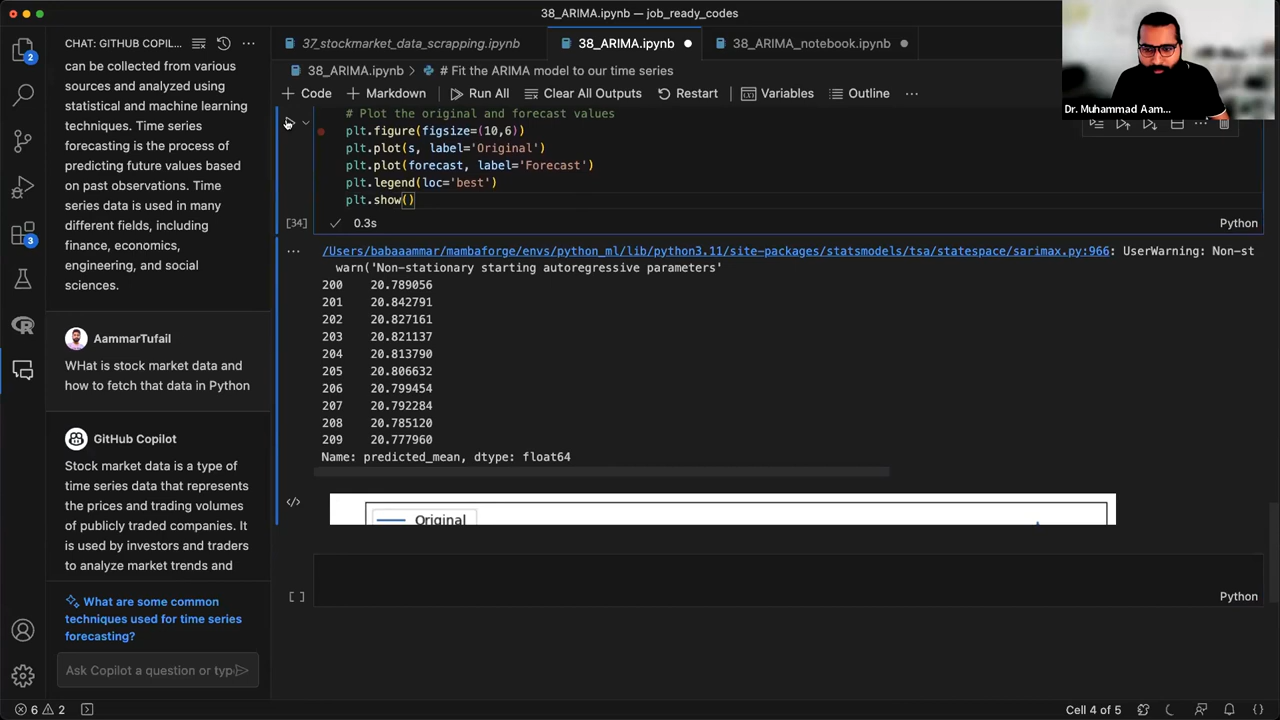 38_ARIMA.ipynb — job_ready_codes
CHAT: GITHUB COPIL...
37_stockmarket_data_scrapping.ipynb
38_ARIMA.ipynb
38_ARIMA_notebook.ipynb
38_ARIMA.ipynb > # Fit the ARIMA model to our time series
+ Code
+ Markdown
Run All
Clear All Outputs
Restart
Variables
Outline
...
Dr. Muhammad Aam...
2
3
can be collected from various
sources and analyzed using
statistical and machine learning
techniques. Time series
forecasting is the process of
predicting future values based
on past observations. Time
series data is used in many
different fields, including
finance, economics,
engineering, and social
sciences.
AammarTufail
WHat is stock market data and
how to fetch that data in Python
GitHub Copilot
Stock market data is a type of
time series data that represents
the prices and trading volumes
of publicly traded companies. It
is used by investors and traders
to analyze market trends and
What are some common
techniques used for time series
forecasting?
Ask Copilot a question or typ
# Plot the original and forecast values
plt.figure(figsize=(10,6))
plt.plot(s, label='Original')
plt.plot(forecast, label='Forecast')
plt.legend(loc='best')
plt.show()
[34]
0.3s
Python
/Users/babaaammar/mambaforge/envs/python_ml/lib/python3.11/site-packages/statsmodels/tsa/statespace/sarimax.py:966: UserWarning: Non-st
warn('Non-stationary starting autoregressive parameters'
200 20.789056
201 20.842791
202 20.827161
203 20.821137
204 20.813790
205 20.806632
206 20.799454
207 20.792284
208 20.785120
209 20.777960
Name: predicted_mean, dtype: float64
Original
[ ]
Python
6
2
Cell 4 of 5